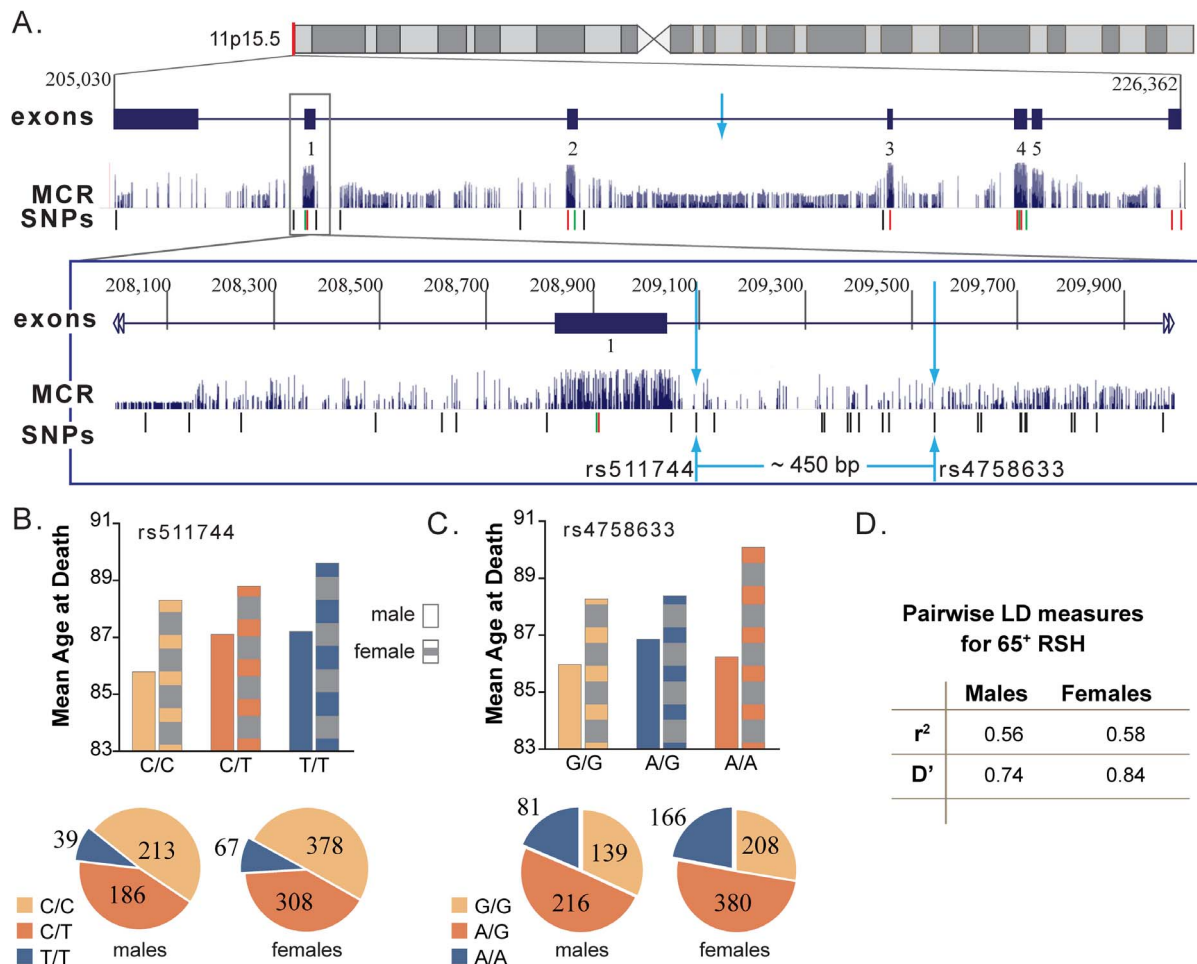 A.
11p15.5
205,030
226,362
exons
1 2 3 4 5
MCR
SNPs
208,100 208,300 208,500 208,700 208,900 209,100 209,300 209,500 209,700 209,900
exons
1
MCR
SNPs
rs511744 ~ 450 bp rs4758633
B.
Mean Age at Death
91
89
87
85
83
rs511744
male
female
C/C C/T T/T
39 213 186
67 378 308
C/C
C/T
T/T
males females
C.
Mean Age at Death
91
89
87
85
83
rs4758633
G/G A/G A/A
81 139 216
166 208 380
G/G
A/G
A/A
males females
D.
Pairwise LD measures
for 65+ RSH
Males Females
r² 0.56 0.58
D' 0.74 0.84